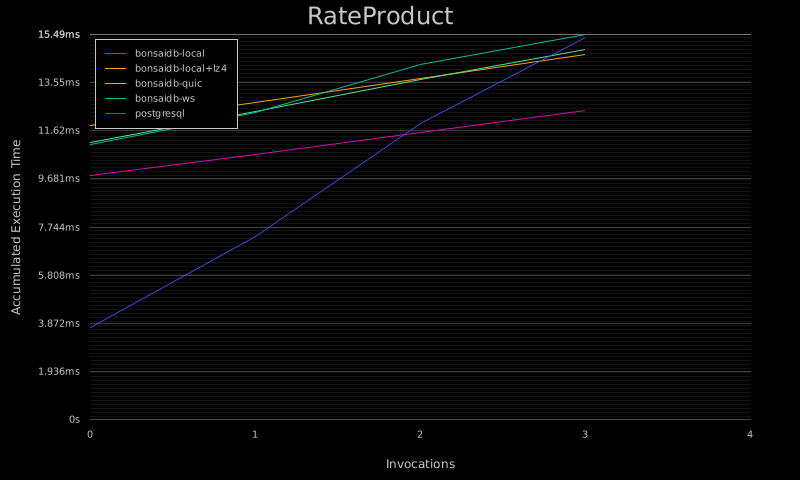 RateProduct
15.49ms
13.55ms
11.62ms
9.681ms
7.744ms
5.808ms
3.872ms
1.936ms
0s
bonsaidb-local
bonsaidb-local+lz4
bonsaidb-quic
bonsaidb-ws
postgresql
Accumulated Execution Time
0 1 2 3 4
Invocations